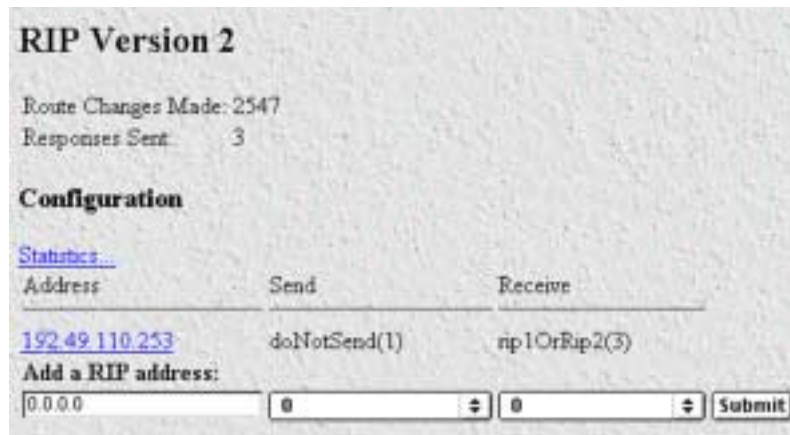 RIP Version 2
Route Changes Made: 2547
Responses Sent: 3
Configuration
Statistics...
Address Send Receive
192.49.110.253 doNotSend(1) rip1OrRip2(3)
Add a RIP address:
0.0.0.0 0 0 Submit